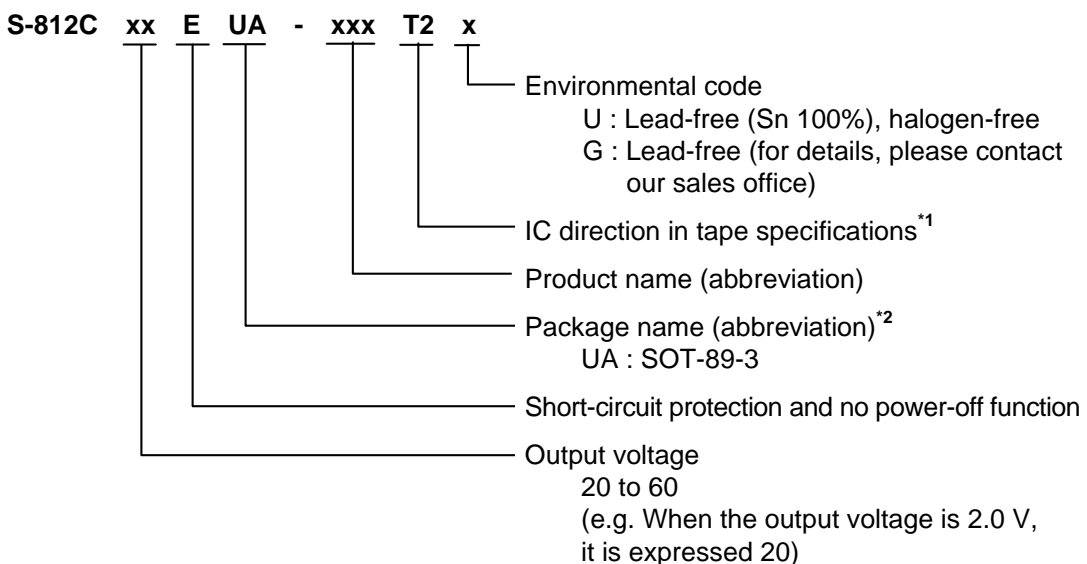 S-812C xx E UA - xxx T2 x
Environmental code
U : Lead-free (Sn 100%), halogen-free
G : Lead-free (for details, please contact
our sales office)
IC direction in tape specifications*1
Product name (abbreviation)
Package name (abbreviation)*2
UA : SOT-89-3
Short-circuit protection and no power-off function
Output voltage
20 to 60
(e.g. When the output voltage is 2.0 V,
it is expressed 20)